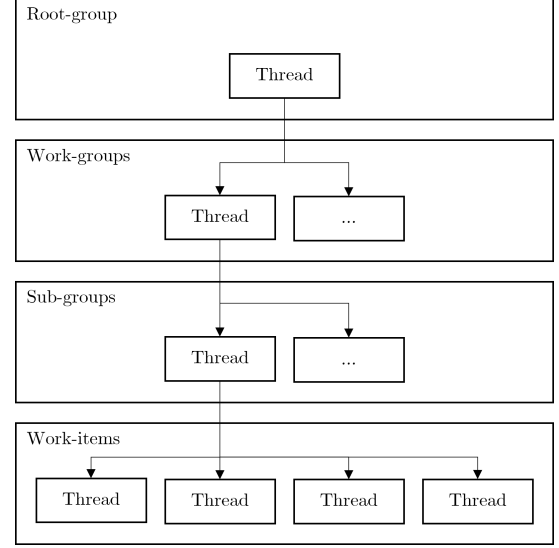 Root-group
Thread
Work-groups
Thread
...
Sub-groups
Thread
...
Work-items
Thread
Thread
Thread
Thread